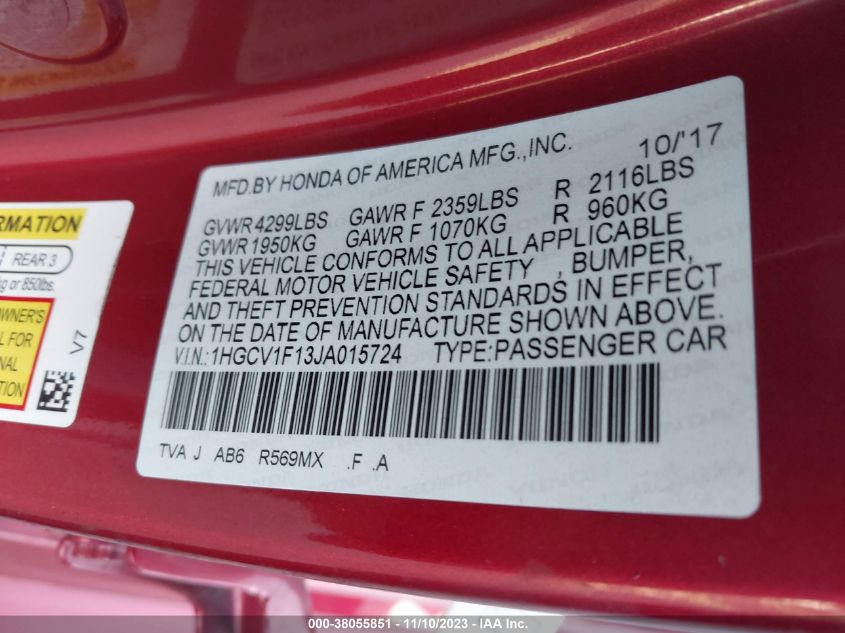 MFD.BY HONDA OF AMERICA MFG.,INC. 10/'17
GVWR 4299LBS GAWR F 2359LBS R 2116LBS
GVWR 1950KG GAWR F 1070KG R 960KG
THIS VEHICLE CONFORMS TO ALL APPLICABLE
FEDERAL MOTOR VEHICLE SAFETY , BUMPER,
AND THEFT PREVENTION STANDARDS IN EFFECT
ON THE DATE OF MANUFACTURE SHOWN ABOVE.
V.I.N.:1HGCV1F13JA015724 TYPE:PASSENGER CAR
TVA J AB6 R569MX .F .A
REAR 3
kg or 850lbs.
V7
000-38055851 - 11/10/2023 - IAA Inc.